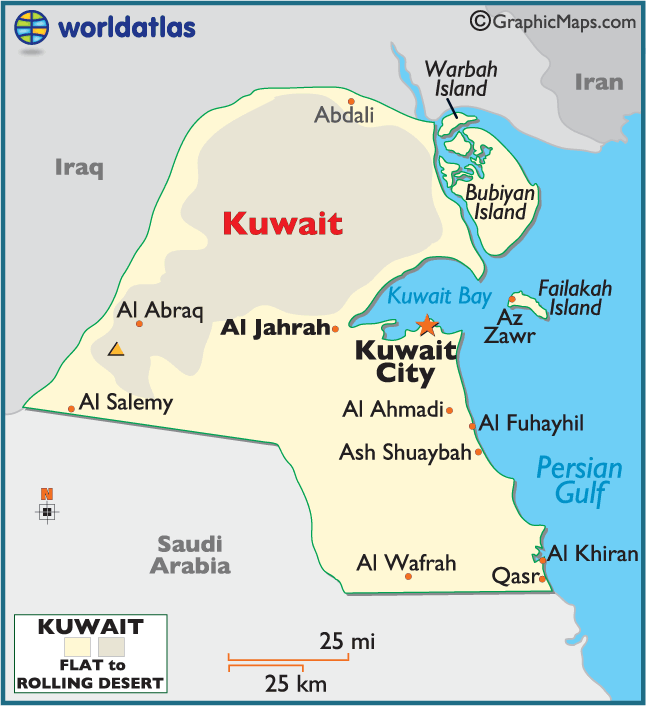 worldatlas
©GraphicMaps.com
Warbah
Island
Iran
Abdali
Iraq
Bubiyan
Island
Kuwait
Kuwait Bay
Failakah
Island
Al Abraq
Al Jahrah
Az
Zawr
Kuwait
City
Al Salemy
Al Ahmadi
Al Fuhayhil
Ash Shuaybah
Persian
Gulf
N
Saudi
Arabia
Al Wafrah
Al Khiran
Qasr
KUWAIT
FLAT to
ROLLING DESERT
25 mi
25 km